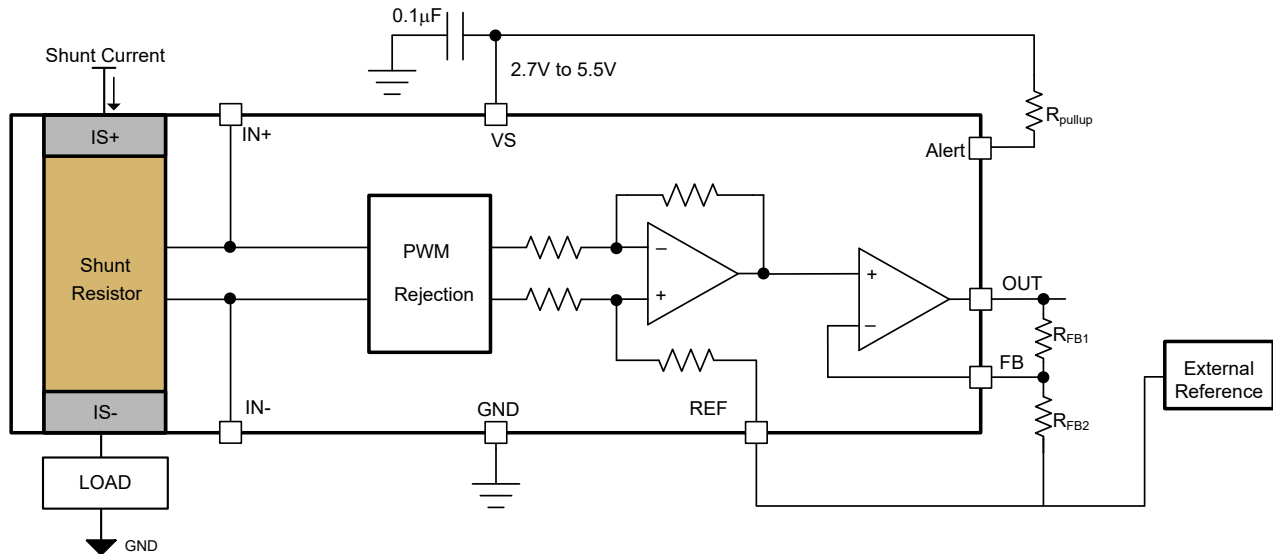 0.1μF
Shunt Current
2.7V to 5.5V
IS+
IN+
VS
Rpullup
Alert
PWM
Rejection
Shunt
Resistor
−
+
+
−
OUT
RFB1
FB
External
Reference
IS-
IN-
GND
REF
RFB2
LOAD
GND